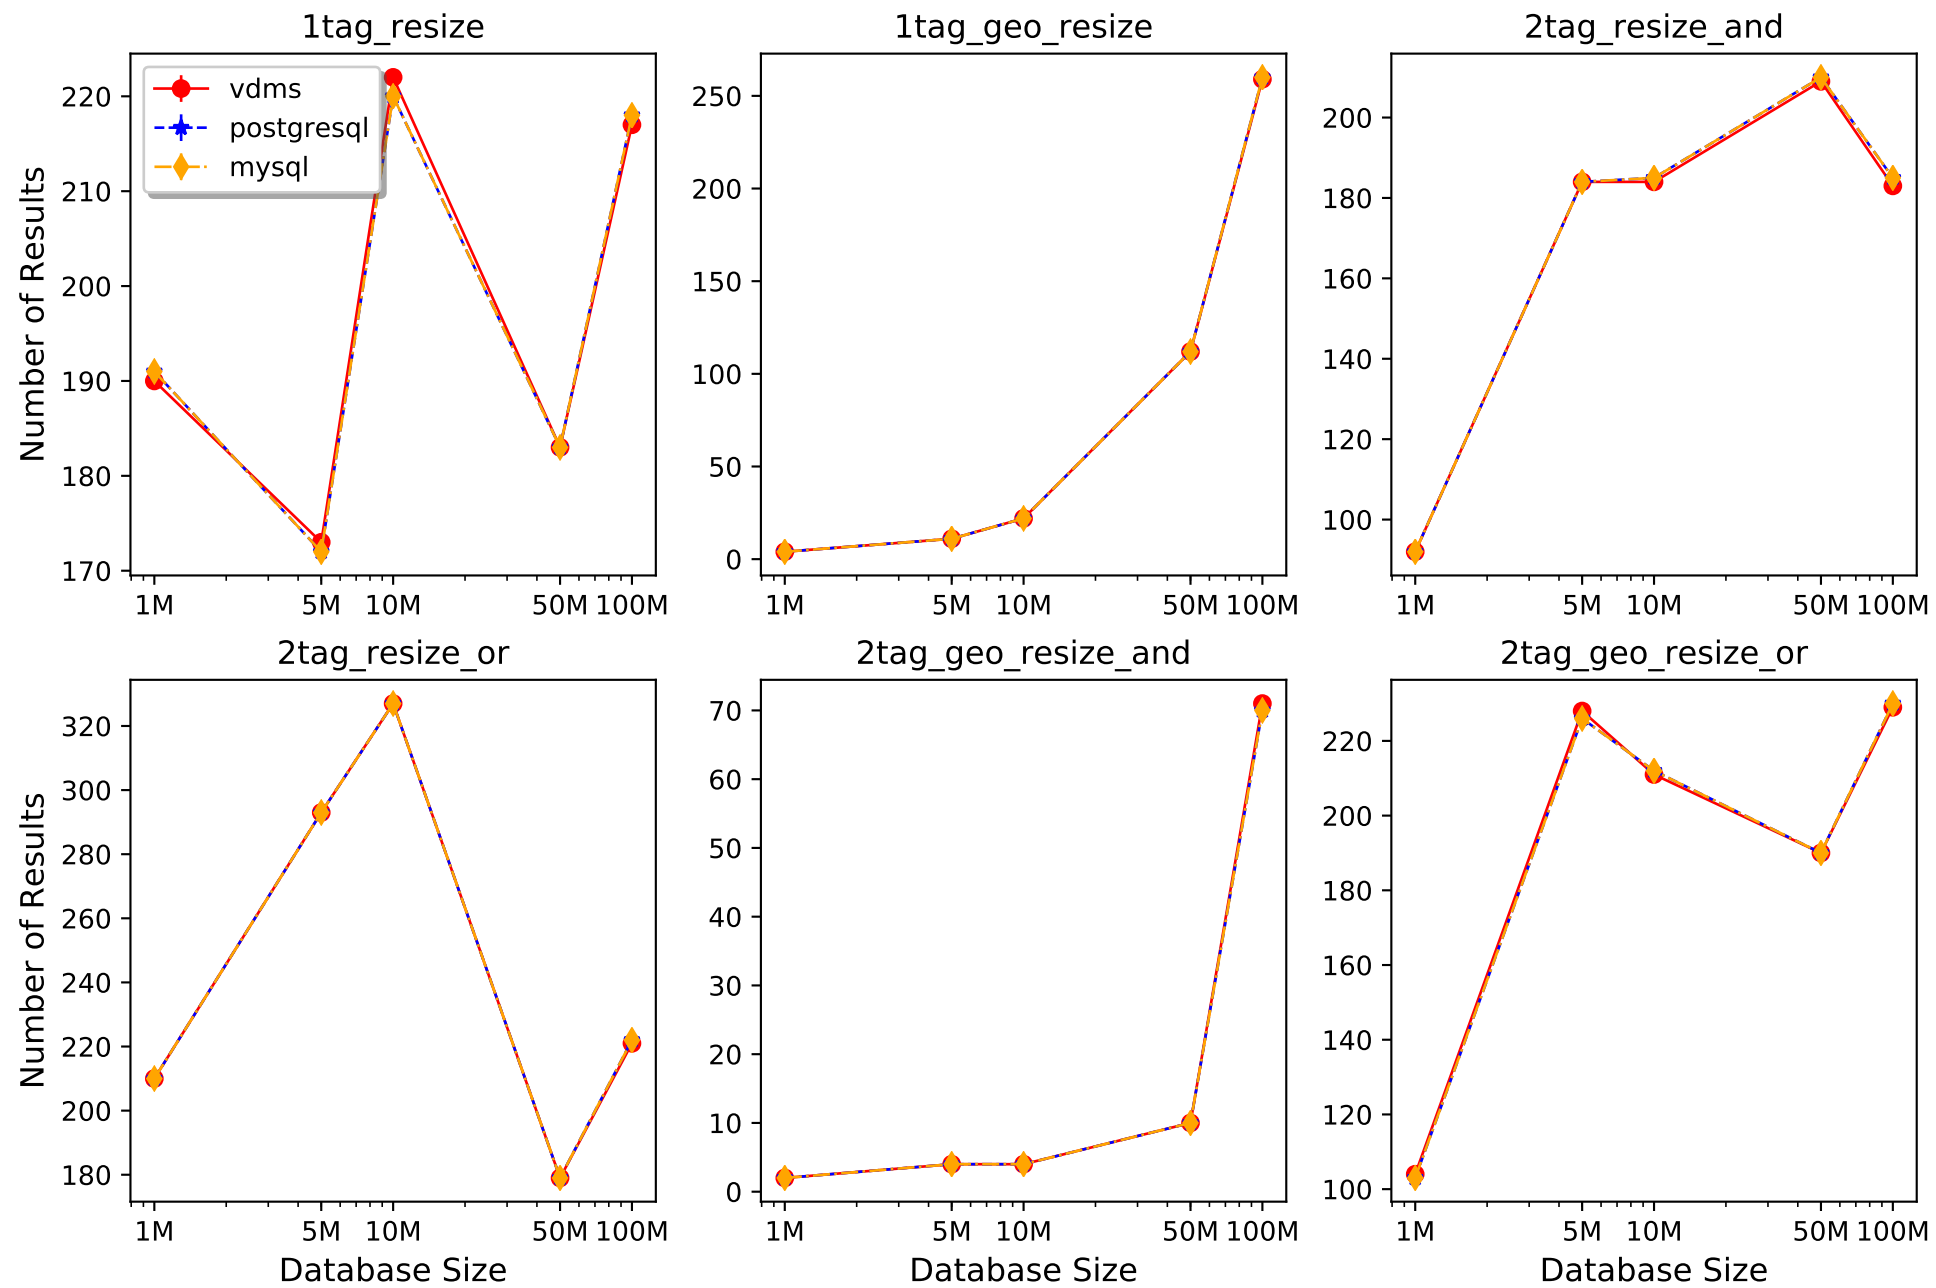 1tag_resize
Number of Results
220
210
200
190
180
170
vdms
postgresql
mysql
1M 5M 10M 50M 100M
1tag_geo_resize
250
200
150
100
50
0
1M 5M 10M 50M 100M
2tag_resize_and
200
180
160
140
120
100
1M 5M 10M 50M 100M
2tag_resize_or
Number of Results
320
300
280
260
240
220
200
180
1M 5M 10M 50M 100M
Database Size
2tag_geo_resize_and
70
60
50
40
30
20
10
0
1M 5M 10M 50M 100M
Database Size
2tag_geo_resize_or
220
200
180
160
140
120
100
1M 5M 10M 50M 100M
Database Size